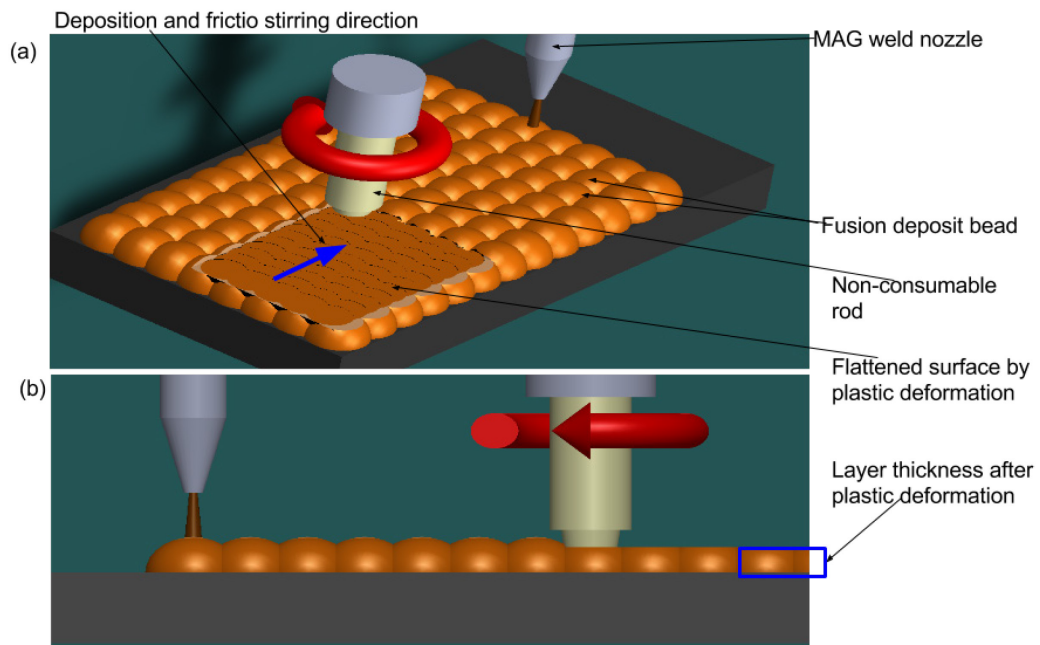 Deposition and frictio stirring direction
(a)
MAG weld nozzle
Fusion deposit bead
Non-consumable
rod
Flattened surface by
plastic deformation
(b)
Layer thickness after
plastic deformation